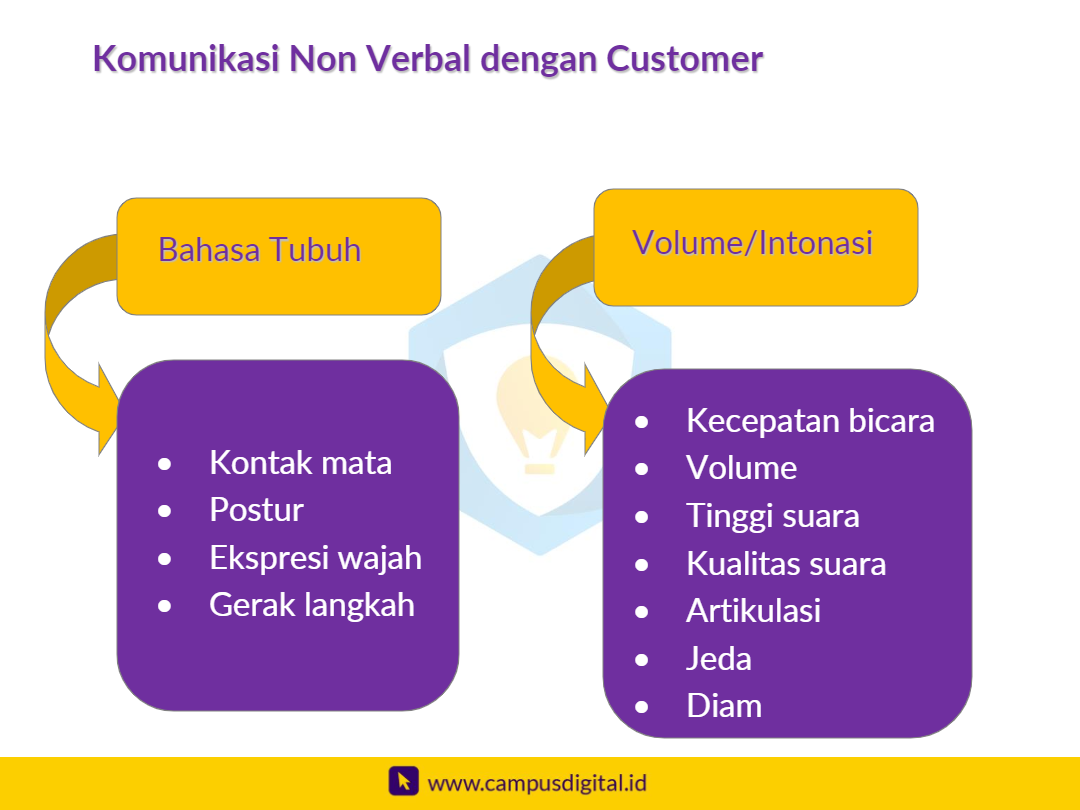 Komunikasi Non Verbal dengan Customer
Bahasa Tubuh
• Kontak mata
• Postur
• Ekspresi wajah
• Gerak langkah
Volume/Intonasi
• Kecepatan bicara
• Volume
• Tinggi suara
• Kualitas suara
• Artikulasi
• Jeda
• Diam
www.campusdigital.id